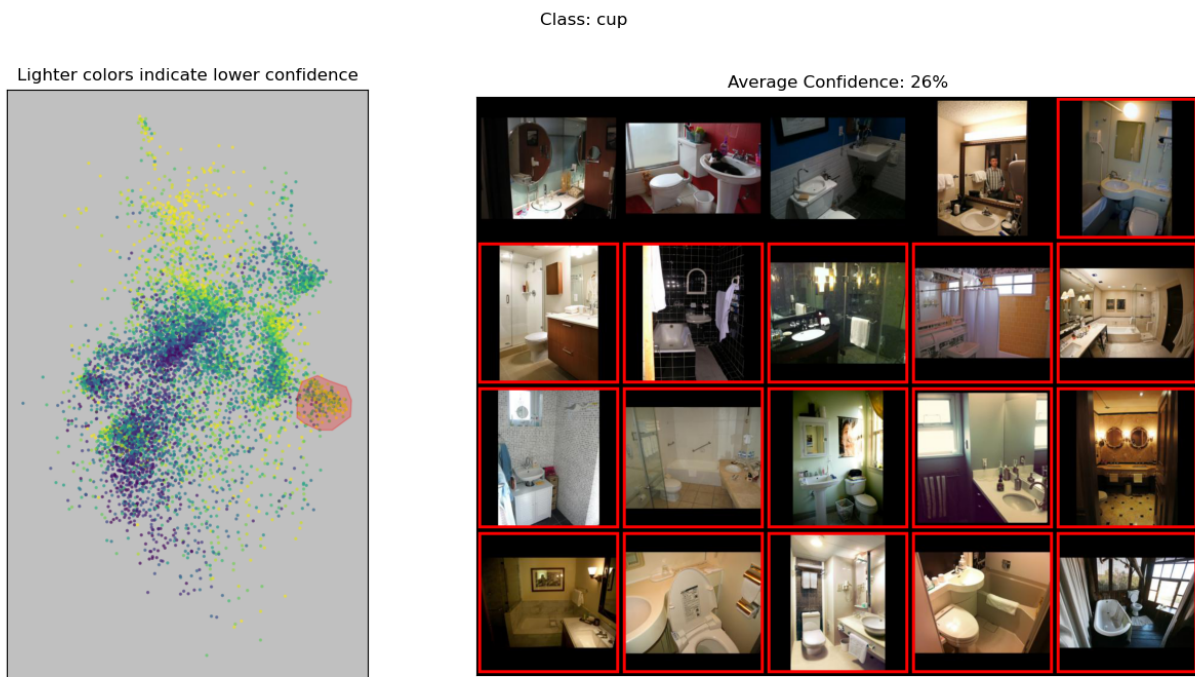 Class: cup
Lighter colors indicate lower confidence
Average Confidence: 26%